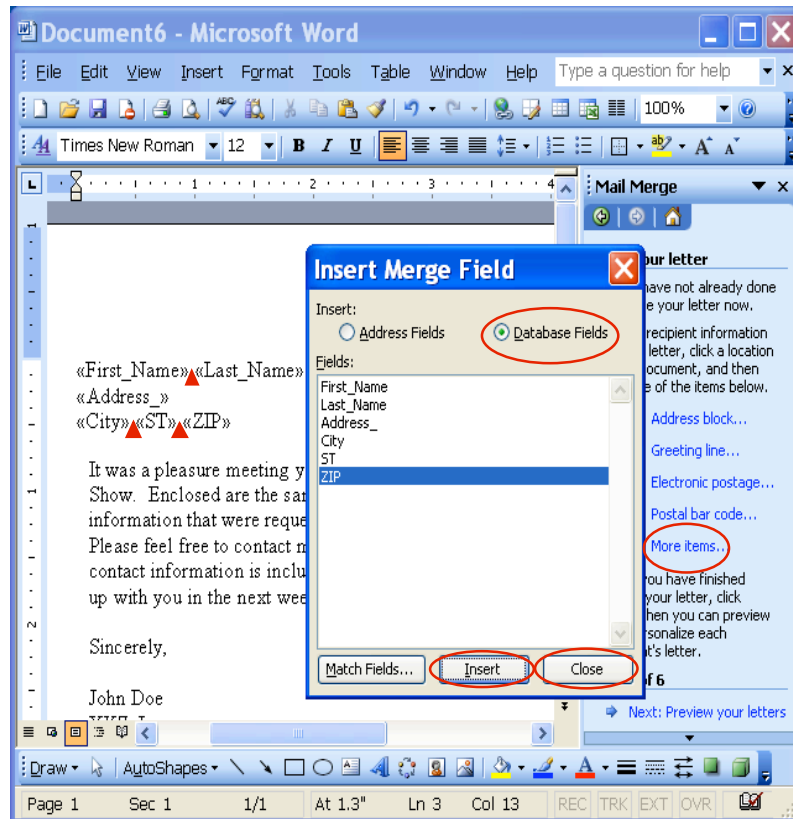 Document6 - Microsoft Word
File Edit View Insert Format Tools Table Window Help Type a question for help
100%
Times New Roman 12 B I U
1 2 3 4
Mail Merge
Insert Merge Field
our letter
Insert:
Address Fields Database Fields
Fields:
First_Name
Last_Name
Address_
City
ST
ZIP
Match Fields... Insert Close
«First_Name» «Last_Name»
«Address_»
«City» «ST» «ZIP»
It was a pleasure meeting y
Show. Enclosed are the sa
information that were reque
Please feel free to contact m
contact information is inclu
up with you in the next wee
Sincerely,
John Doe
have not already done
e your letter now.
recipient information
letter, click a location
ocument, and then
e of the items below.
Address block...
Greeting line...
Electronic postage...
Postal bar code...
More items...
ou have finished
your letter, click
hen you can preview
rsonalize each
t's letter.
of 6
Next: Preview your letters
Draw AutoShapes
Page 1 Sec 1 1/1 At 1.3" Ln 3 Col 13 REC TRK EXT OVR